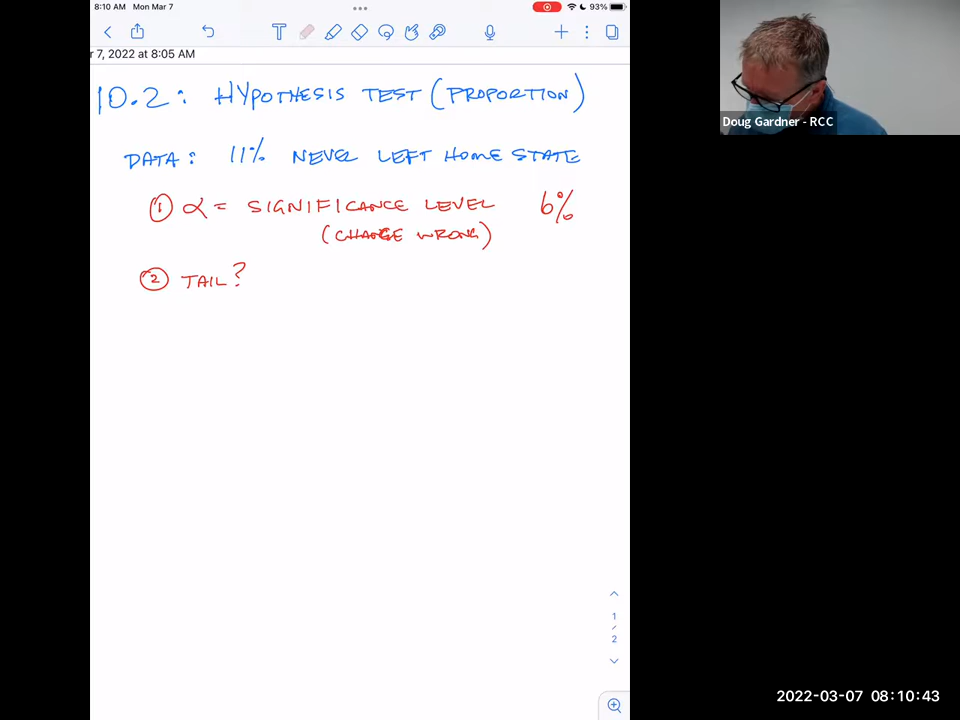 8:10 AM Mon Mar 7
93%
r 7, 2022 at 8:05 AM
10.2: HYPOTHESIS TEST (PROPORTION)
DATA: 11% NEVER LEFT HOME STATE
① α = SIGNIFICANCE LEVEL 6%
(CHANGE WRONG)
② TAIL?
1
/
2
Doug Gardner - RCC
2022-03-07 08:10:43